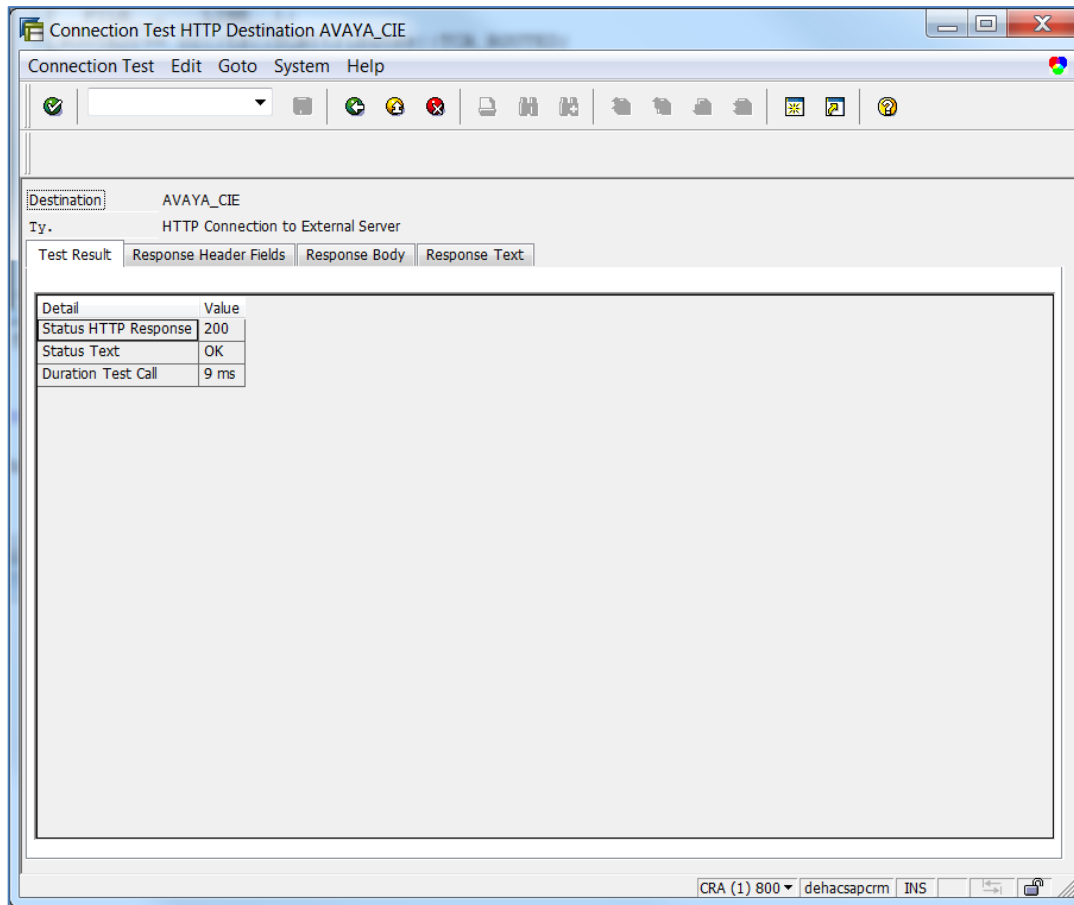 Connection Test HTTP Destination AVAYA_CIE
Connection Test Edit Goto System Help
Destination AVAYA_CIE
Ty. HTTP Connection to External Server
Test Result Response Header Fields Response Body Response Text
Detail Value
Status HTTP Response 200
Status Text OK
Duration Test Call 9 ms
CRA (1) 800 dehacsapcrm INS